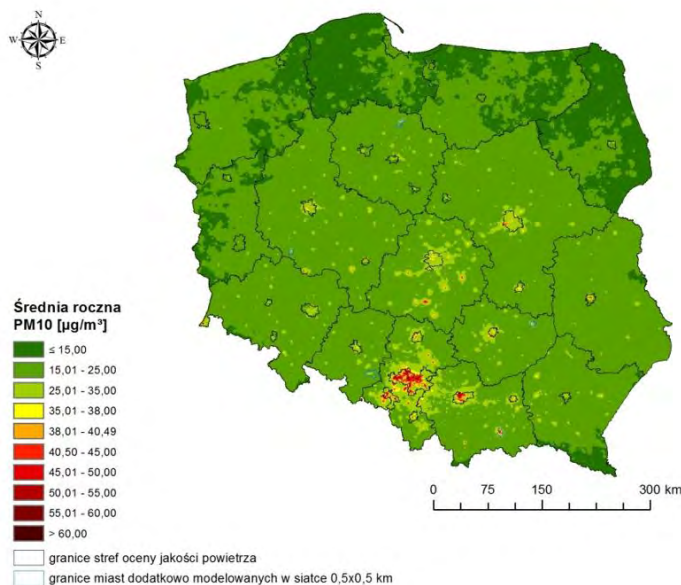 N
W E
S
Średnia roczna
PM10 [µg/m³]
≤ 15,00
15,01 - 25,00
25,01 - 35,00
35,01 - 38,00
38,01 - 40,49
40,50 - 45,00
45,01 - 50,00
50,01 - 55,00
55,01 - 60,00
> 60,00
granice stref oceny jakości powietrza
granice miast dodatkowo modelowanych w siatce 0,5x0,5 km
0 75 150 300 km